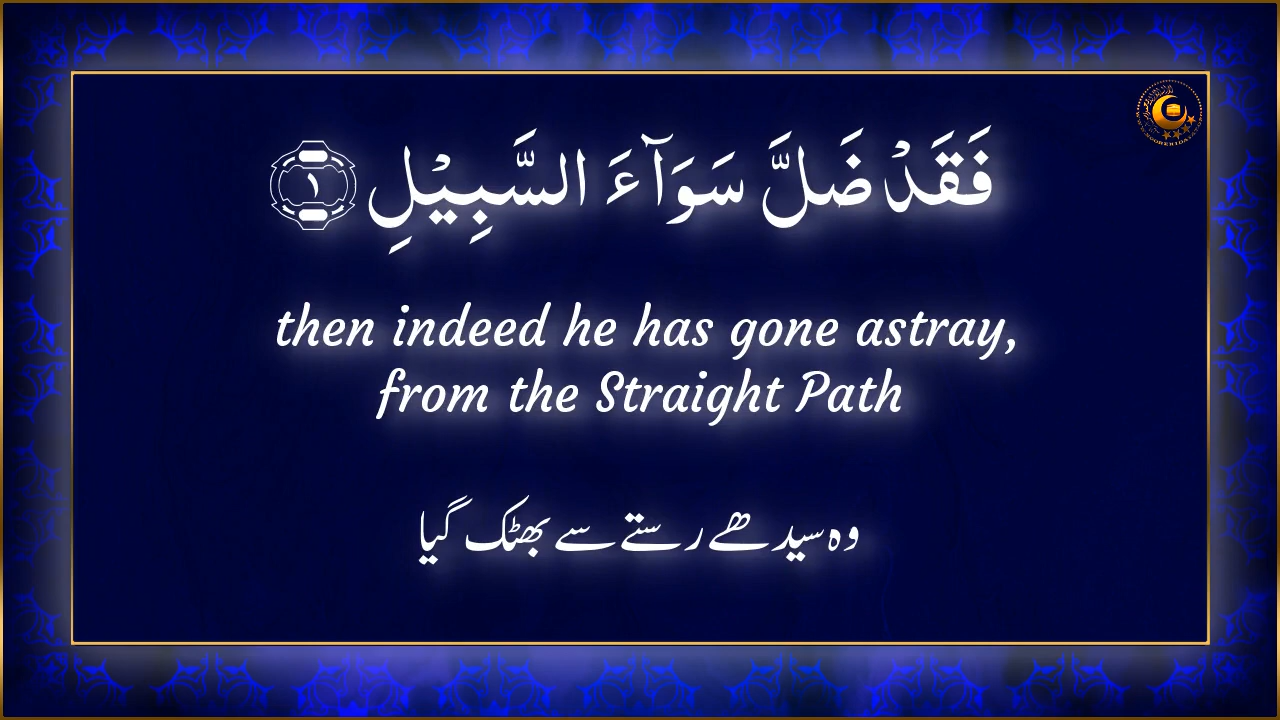 فَقَدْ ضَلَّ سَوَآءَ السَّبِيْلِ ١
then indeed he has gone astray,
from the Straight Path
وہ سیدھے رستے سے بھٹک گیا